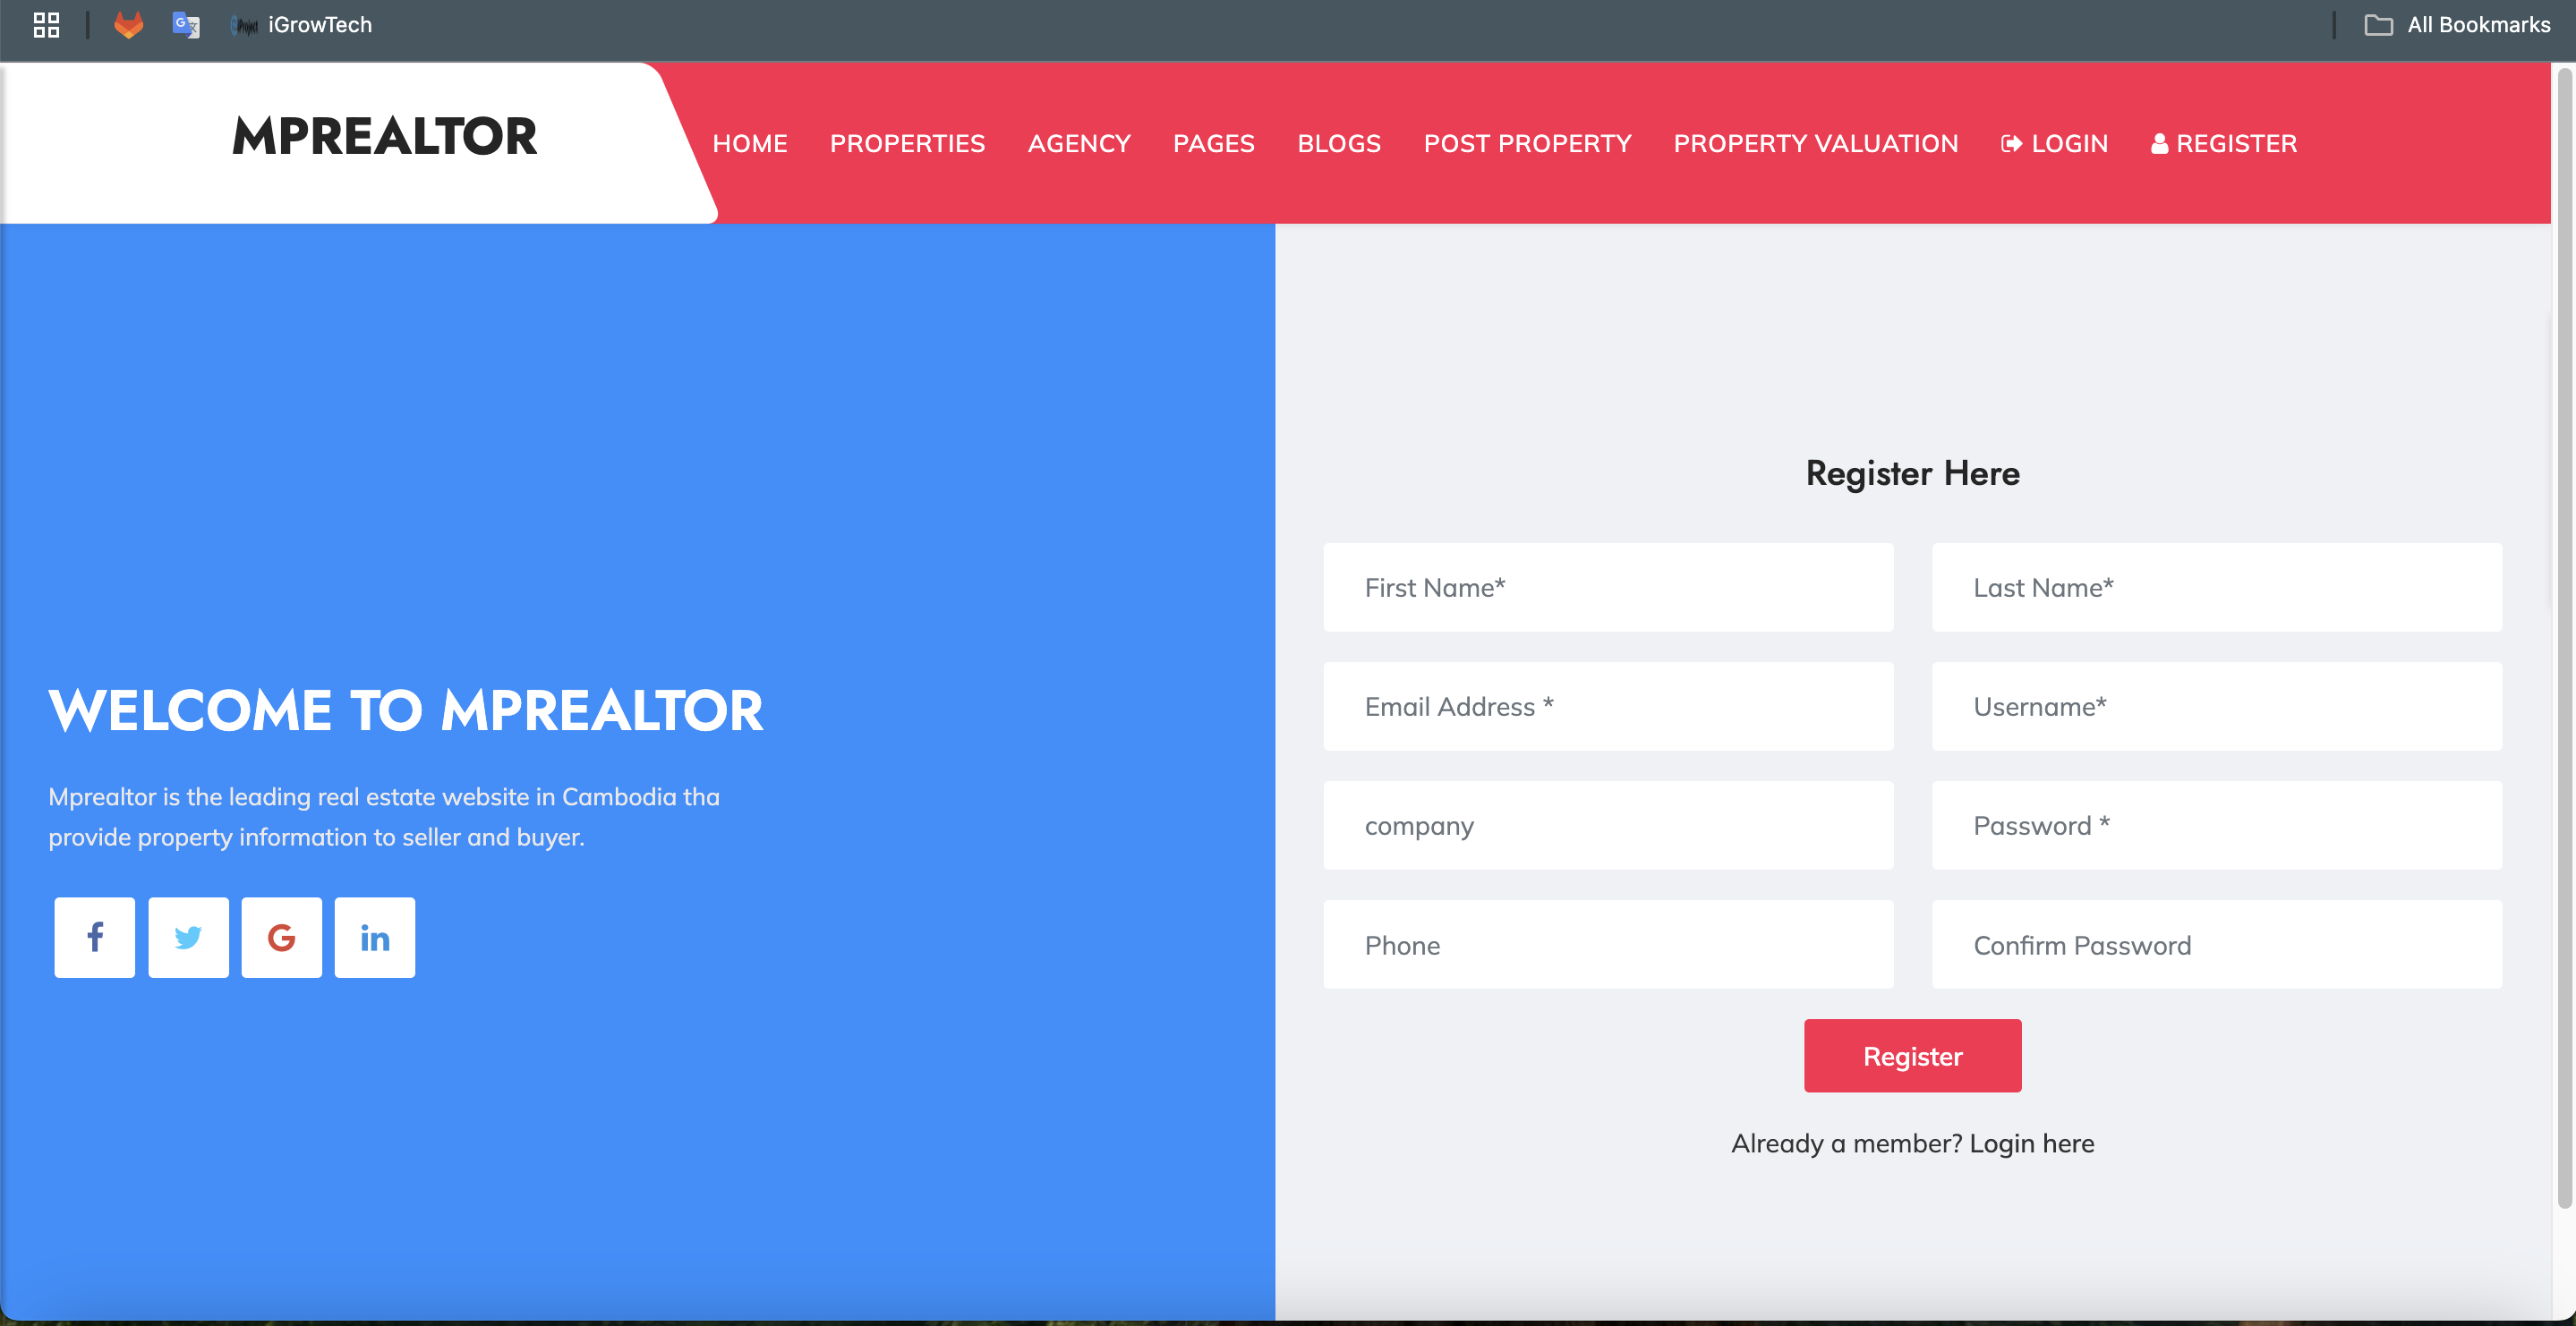 iGrowTech
All Bookmarks
MPREALTOR
HOME PROPERTIES AGENCY PAGES BLOGS POST PROPERTY PROPERTY VALUATION LOGIN REGISTER
WELCOME TO MPREALTOR
Mprealtor is the leading real estate website in Cambodia tha
provide property information to seller and buyer.
Register Here
First Name* Last Name*
Email Address * Username*
company Password *
Phone Confirm Password
Register
Already a member? Login here